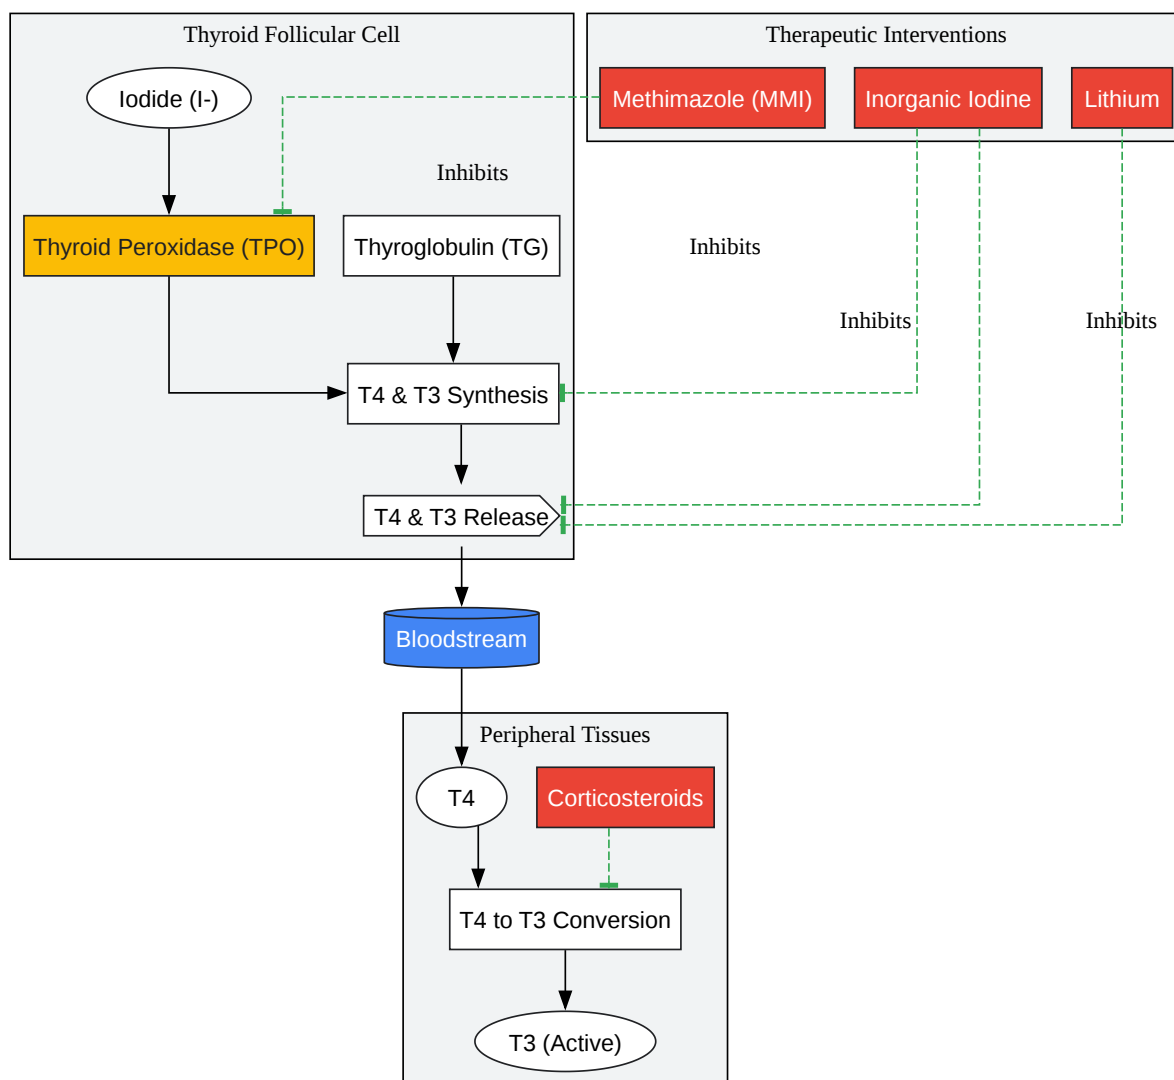 Thyroid Follicular Cell
Therapeutic Interventions
Iodide (I-)
Methimazole (MMI)
Inorganic Iodine
Lithium
Inhibits
Thyroid Peroxidase (TPO)
Thyroglobulin (TG)
Inhibits
Inhibits
Inhibits
T4 & T3 Synthesis
T4 & T3 Release
Bloodstream
Peripheral Tissues
T4
Corticosteroids
T4 to T3 Conversion
T3 (Active)